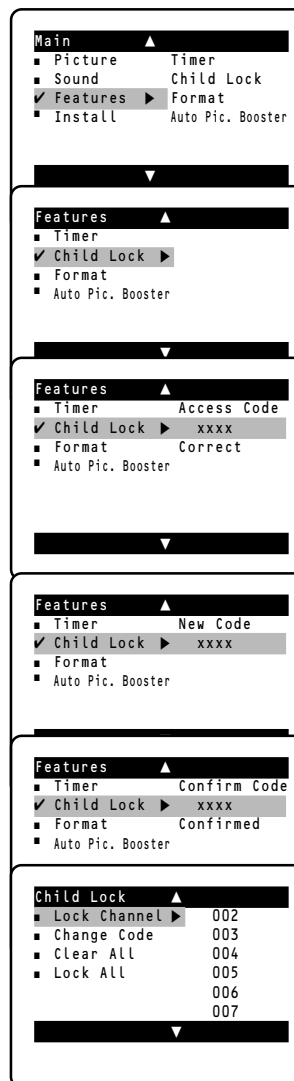 Main ▲
■ Picture Timer
■ Sound Child Lock
✔ Features ▶ Format
■ Install Auto Pic. Booster
▼
Features ▲
■ Timer
✔ Child Lock ▶
■ Format
■ Auto Pic. Booster
▼
Features ▲
■ Timer Access Code
✔ Child Lock ▶ xxxx
■ Format Correct
■ Auto Pic. Booster
▼
Features ▲
■ Timer New Code
✔ Child Lock ▶ xxxx
■ Format
■ Auto Pic. Booster
Features ▲
■ Timer Confirm Code
✔ Child Lock ▶ xxxx
■ Format Confirmed
■ Auto Pic. Booster
Child Lock ▲
■ Lock Channel ▶ 002
■ Change Code 003
■ Clear All 004
■ Lock All 005
006
007
▼